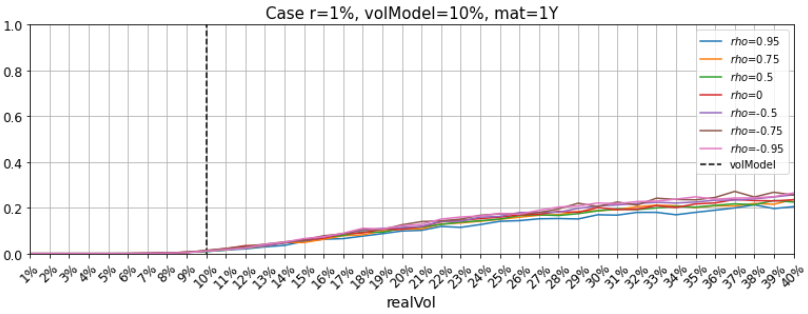 Case r=1%, volModel=10%, mat=1Y
1.0
0.8
0.6
0.4
0.2
0.0
rho=0.95
rho=0.75
rho=0.5
rho=0
rho=-0.5
rho=-0.75
rho=-0.95
volModel
1% 2% 3% 4% 5% 6% 7% 8% 9% 10% 11% 12% 13% 14% 15% 16% 17% 18% 19% 20% 21% 22% 23% 24% 25% 26% 27% 28% 29% 30% 31% 32% 33% 34% 35% 36% 37% 38% 39% 40%
realVol